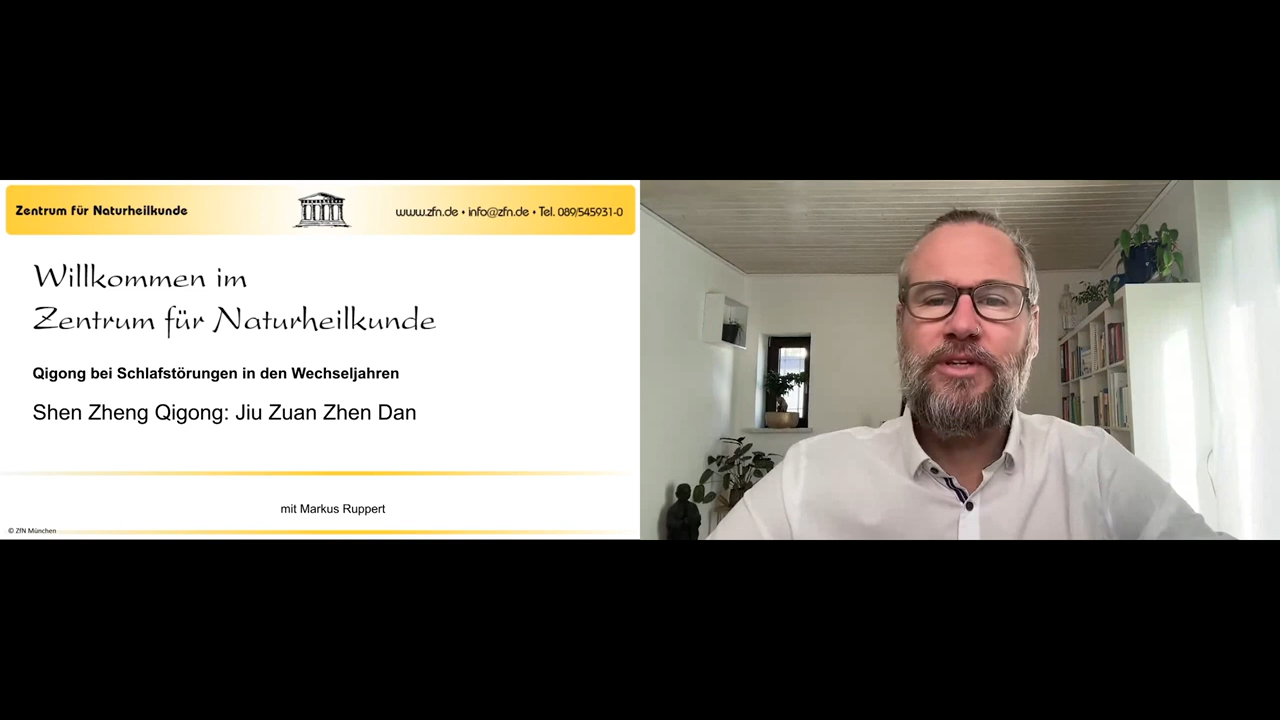 Zentrum für Naturheilkunde
www.zfn.de • info@zfn.de • Tel. 089/545931-0
Willkommen im
Zentrum für Naturheilkunde
Qigong bei Schlafstörungen in den Wechseljahren
Shen Zheng Qigong: Jiu Zuan Zhen Dan
mit Markus Ruppert
© ZfN München